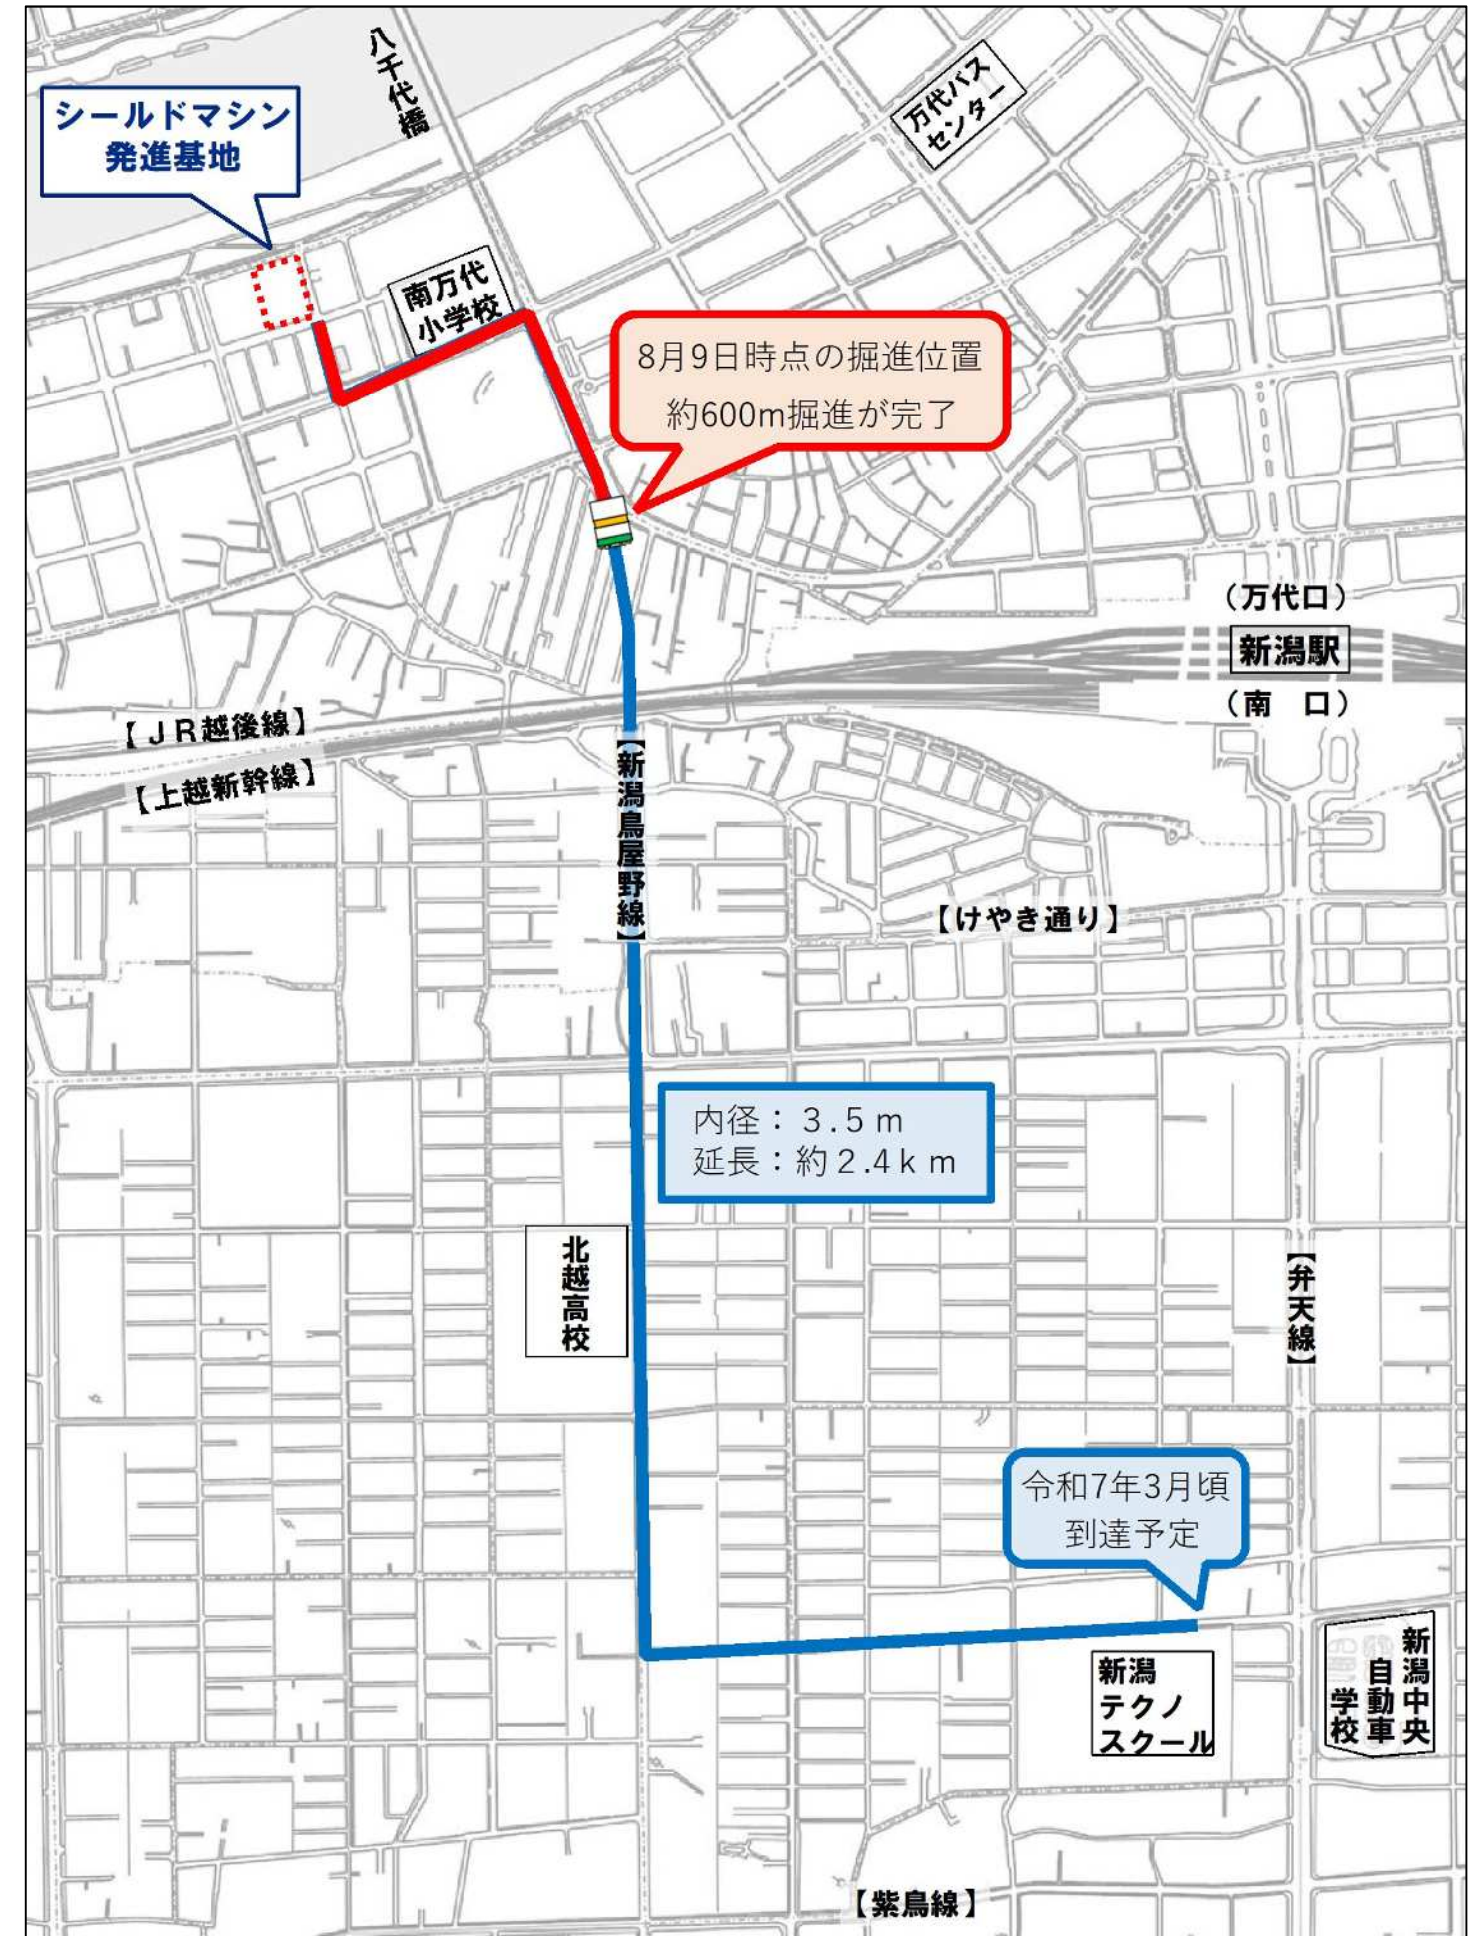 八千代橋
万代バス
センター
シールドマシン
発進基地
南万代
小学校
8月9日時点の掘進位置
約600m掘進が完了
（万代口）
新潟駅
（南　口）
【ＪＲ越後線】
【上越新幹線】
【新潟鳥屋野線】
【けやき通り】
内径：３.５ｍ
延長：約２.４ｋｍ
北越高校
【弁天線】
令和7年3月頃
到達予定
新潟
テクノ
スクール
新潟中央
自動車
学校
【紫鳥線】